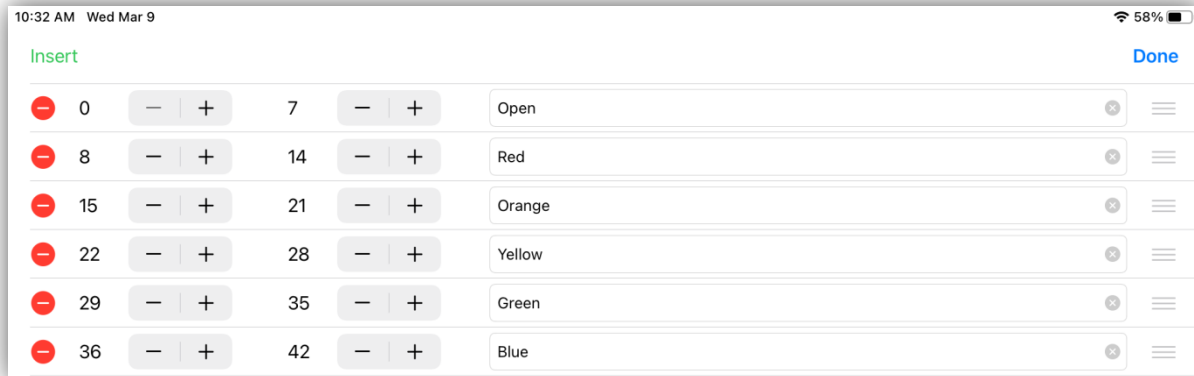 10:32 AM Wed Mar 9 58%
Insert Done
0 − + 7 − + Open
8 − + 14 − + Red
15 − + 21 − + Orange
22 − + 28 − + Yellow
29 − + 35 − + Green
36 − + 42 − + Blue